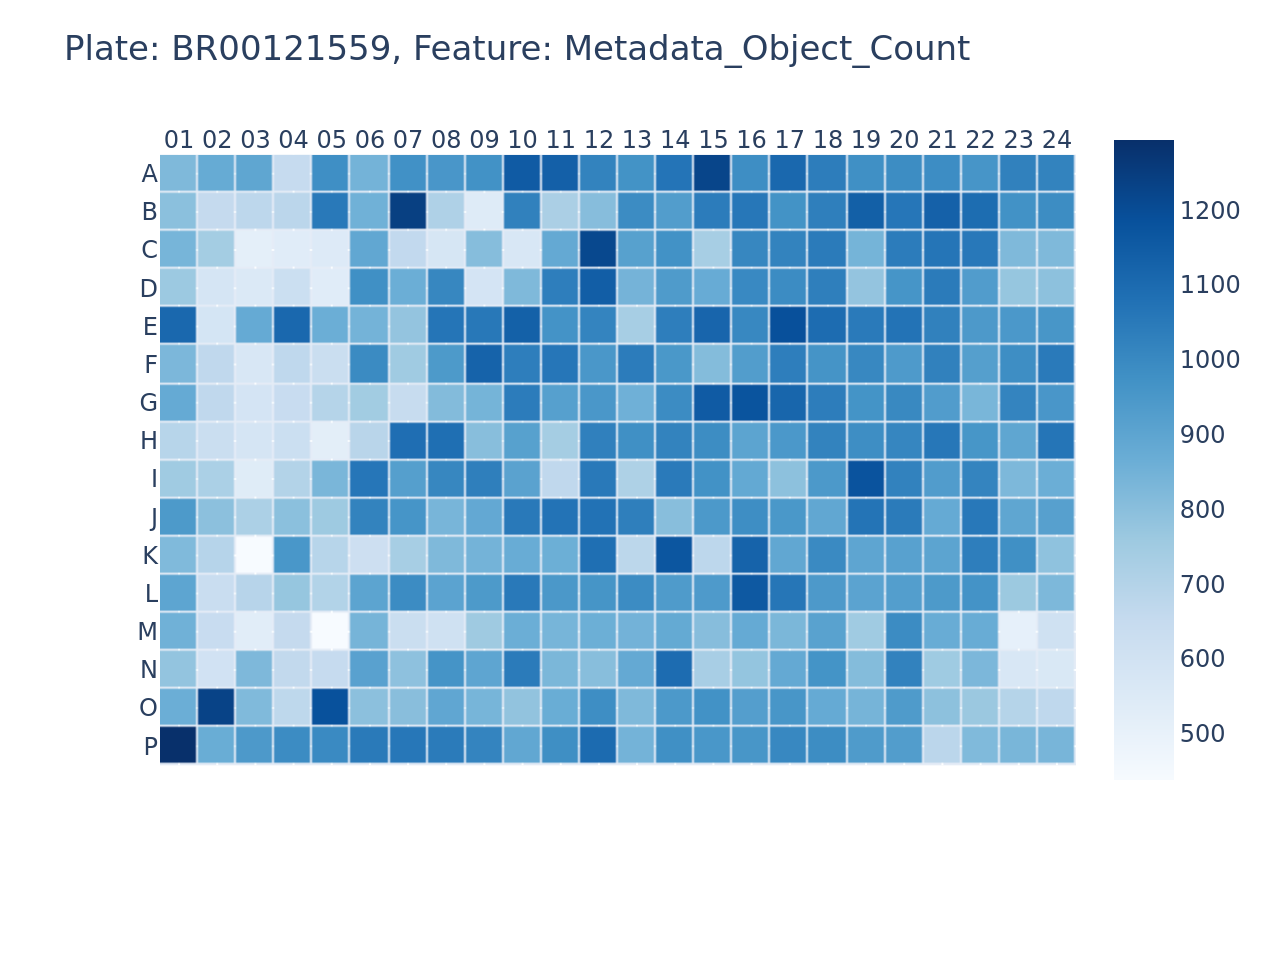 Plate: BR00121559, Feature: Metadata_Object_Count
01 02 03 04 05 06 07 08 09 10 11 12 13 14 15 16 17 18 19 20 21 22 23 24
A
B
C
D
E
F
G
H
I
J
K
L
M
N
O
P
1200
1100
1000
900
800
700
600
500